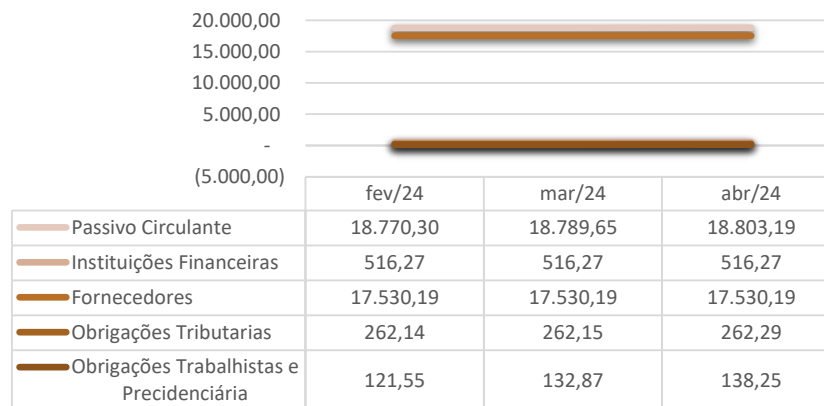 20.000,00
15.000,00
10.000,00
5.000,00
-
(5.000,00)
fev/24 mar/24 abr/24
Passivo Circulante 18.770,30 18.789,65 18.803,19
Instituições Financeiras 516,27 516,27 516,27
Fornecedores 17.530,19 17.530,19 17.530,19
Obrigações Tributarias 262,14 262,15 262,29
Obrigações Trabalhistas e
Precidenciária 121,55 132,87 138,25